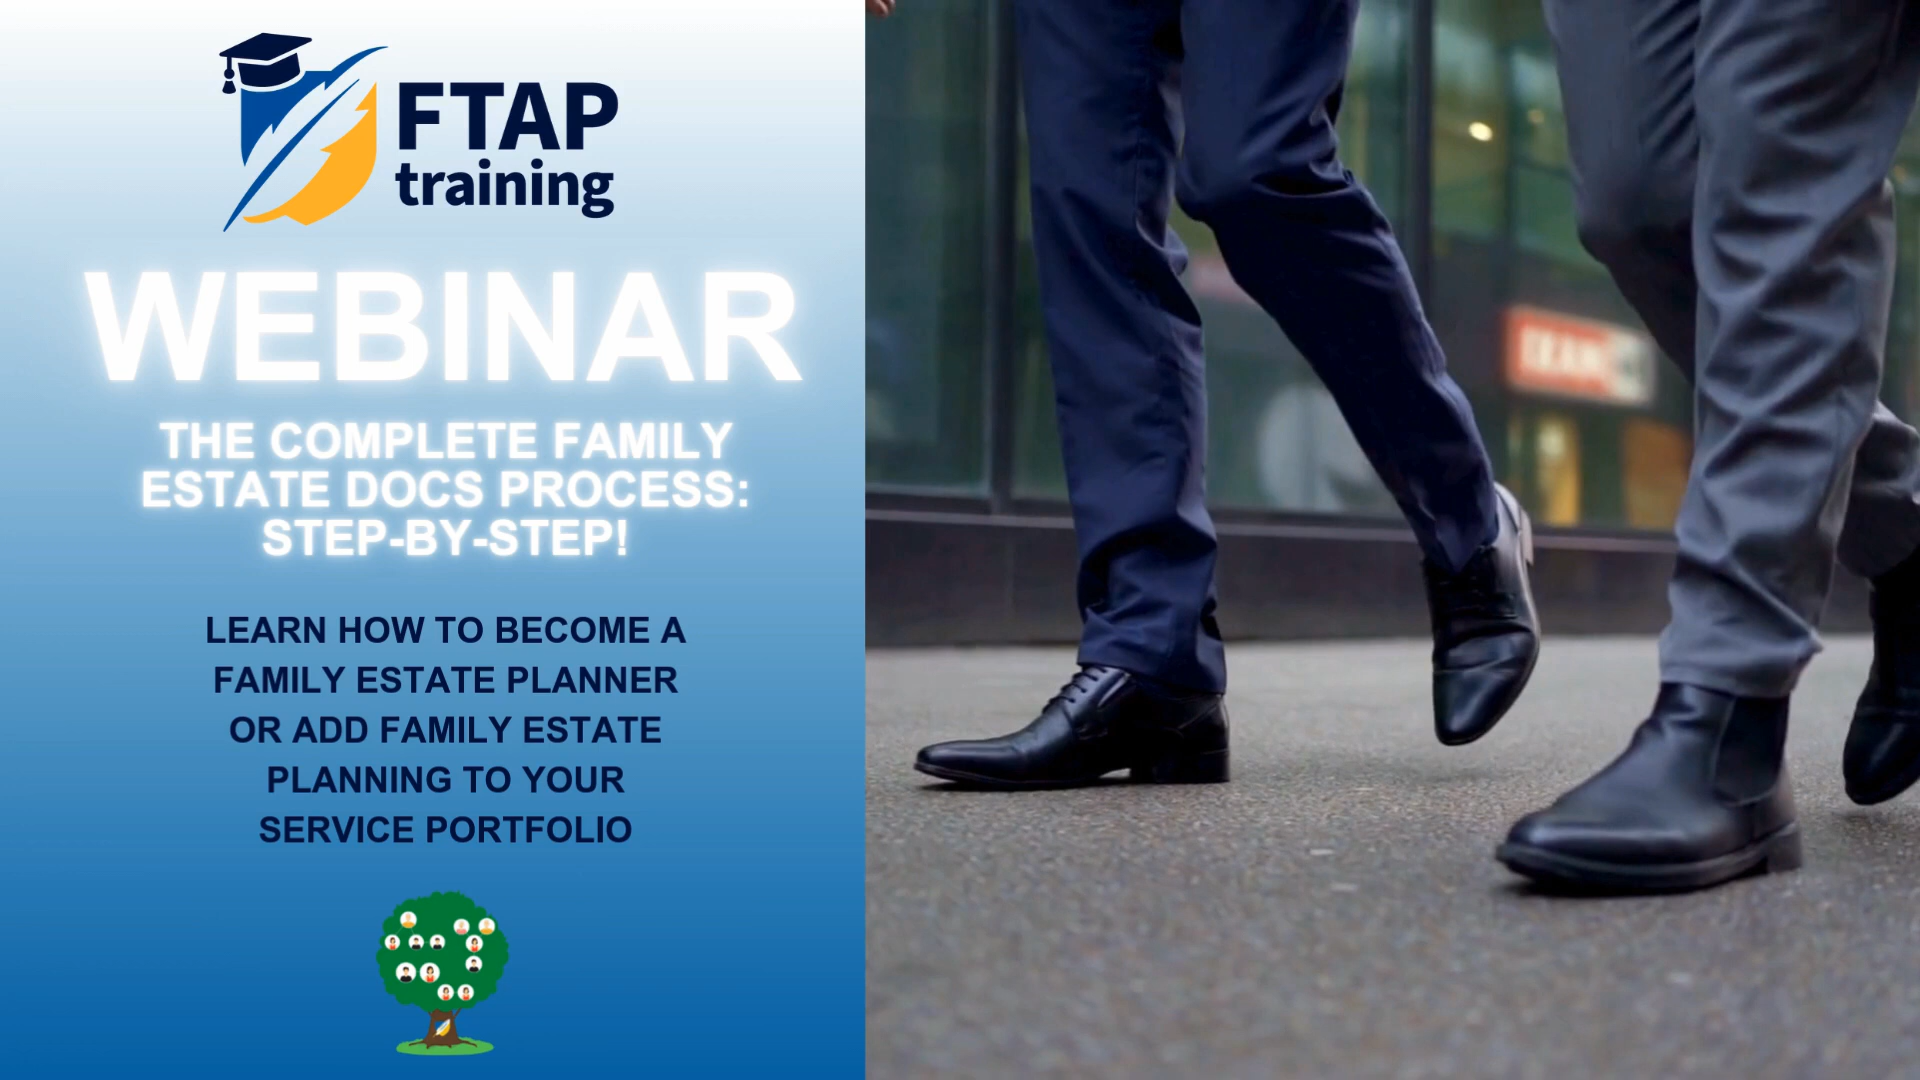 FTAP
training
WEBINAR
THE COMPLETE FAMILY
ESTATE DOCS PROCESS:
STEP-BY-STEP!
LEARN HOW TO BECOME A
FAMILY ESTATE PLANNER
OR ADD FAMILY ESTATE
PLANNING TO YOUR
SERVICE PORTFOLIO